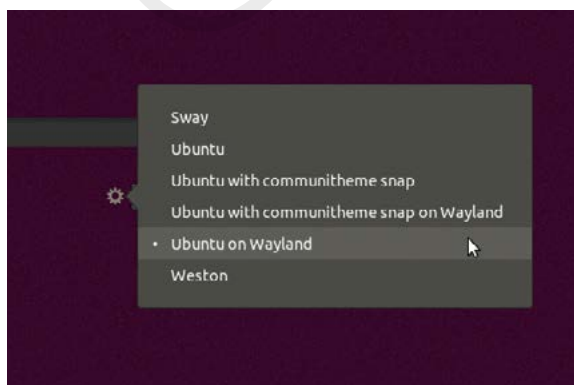 Sway
Ubuntu
Ubuntu with communitheme snap
Ubuntu with communitheme snap on Wayland
Ubuntu on Wayland
Weston